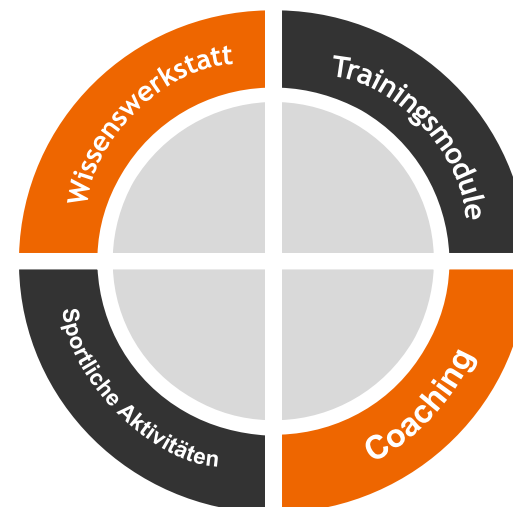 Wissenswerkstatt
Trainingsmodule
Sportliche Aktivitäten
Coaching